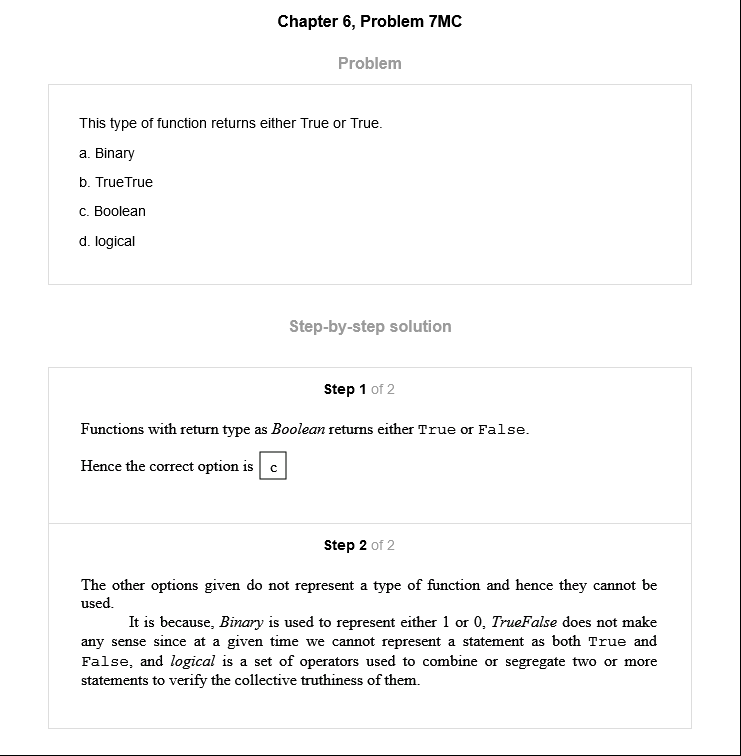 Chapter 6, Problem 7MC
Problem
This type of function returns either True or True.
a. Binary
b. TrueTrue
c. Boolean
d. logical
Step-by-step solution
Step 1 of 2
Functions with return type as Boolean returns either True or False.
Hence the correct option is c
Step 2 of 2
The other options given do not represent a type of function and hence they cannot be
used.
It is because, Binary is used to represent either 1 or 0, TrueFalse does not make
any sense since at a given time we cannot represent a statement as both True and
False, and logical is a set of operators used to combine or segregate two or more
statements to verify the collective truthiness of them.